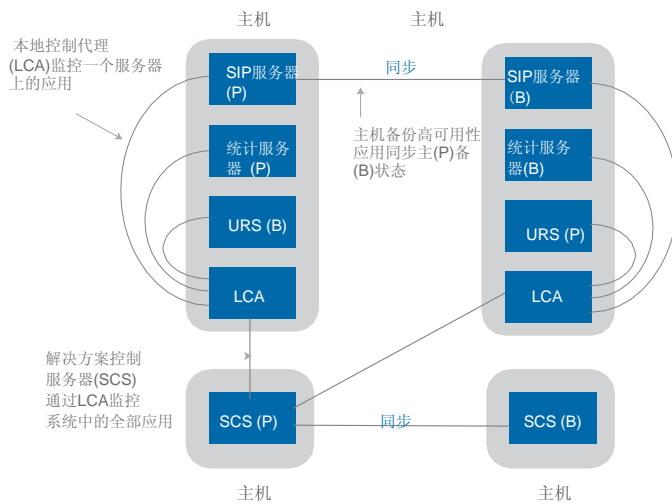 主机
主机
本地控制代理
(LCA)监控一个服务器
上的应用
SIP服务器
(P)
同步
SIP服务器
(B)
主机备份高可用性
应用同步主(P)备
(B)状态
统计服务
器 (P)
统计服务
器(B)
URS (B)
URS (P)
LCA
LCA
解决方案控制
服务器(SCS)
通过LCA监控
系统中的全部应用
SCS (P)
同步
SCS (B)
主机
主机